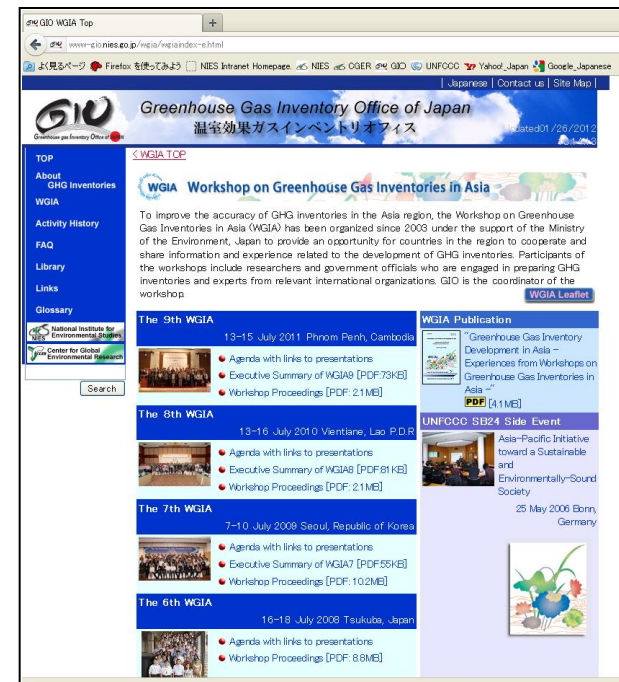 GIO WGIA Top
www-gio.nies.go.jp/wgia/wgiaindex-e.html
よく見るページ Firefox を使ってみよう NIES Intranet Homepage. NIES CGER GIO UNFCCC Yahoo!_Japan Google_Japanese
| Japanese | Contact us | Site Map |
GIO
Greenhouse gas Inventory Office of Japan
Greenhouse Gas Inventory Office of Japan
温室効果ガスインベントリオフィス
Updated01/26/2012
TOP
About
GHG Inventories
WGIA
Activity History
FAQ
Library
Links
Glossary
NIES National Institute for
Environmental Studies
Center for Global
Environmental Research
Search
< WGIA TOP
WGIA Workshop on Greenhouse Gas Inventories in Asia
To improve the accuracy of GHG inventories in the Asia region, the Workshop on Greenhouse
Gas Inventories in Asia (WGIA) has been organized since 2003 under the support of the Ministry
of the Environment, Japan to provide an opportunity for countries in the region to cooperate and
share information and experience related to the development of GHG inventories. Participants of
the workshops include researchers and government officials who are engaged in preparing GHG
inventories and experts from relevant international organizations. GIO is the coordinator of the
workshop.
WGIA Leaflet
The 9th WGIA
13-15 July 2011 Phnom Penh, Cambodia
Agenda with links to presentations
Executive Summary of WGIA9 [PDF:73KB]
Workshop Proceedings [PDF: 2.1MB]
The 8th WGIA
13-16 July 2010 Vientiane, Lao P.D.R
Agenda with links to presentations
Executive Summary of WGIA8 [PDF:81KB]
Workshop Proceedings [PDF: 2.1MB]
The 7th WGIA
7-10 July 2009 Seoul, Republic of Korea
Agenda with links to presentations
Executive Summary of WGIA7 [PDF:55KB]
Workshop Proceedings [PDF: 10.2MB]
The 6th WGIA
16-18 July 2008 Tsukuba, Japan
Agenda with links to presentations
Workshop Proceedings [PDF: 8.8MB]
WGIA Publication
"Greenhouse Gas Inventory
Development in Asia -
Experiences from Workshops on
Greenhouse Gas Inventories in
Asia -"
PDF [4.1MB]
UNFCCC SB24 Side Event
Asia-Pacific Initiative
toward a Sustainable
and
Environmentally-Sound
Society
25 May 2006 Bonn,
Germany